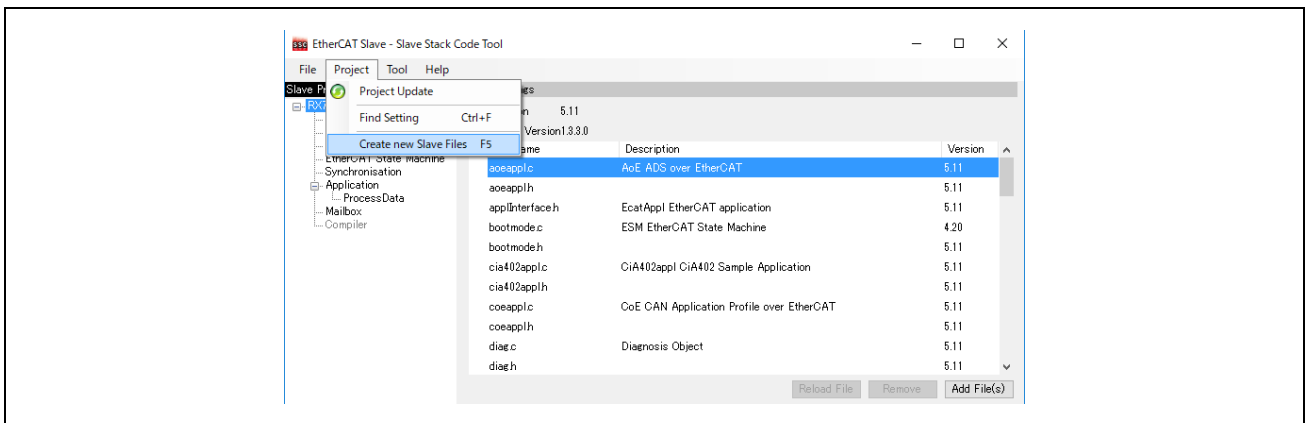 SSC EtherCAT Slave - Slave Stack Code Tool
File Project Tool Help
Slave Pr
Project Update
Find Setting Ctrl+F
Create new Slave Files F5
RX7
EtherCAT State Machine
Synchronisation
Application
ProcessData
Mailbox
Compiler
5.11
Version1.3.3.0
Description Version
aoeappl.c AoE ADS over EtherCAT 5.11
aoeappl.h 5.11
applInterface.h EcatAppl EtherCAT application 5.11
bootmode.c ESM EtherCAT State Machine 4.20
bootmode.h 5.11
cia402appl.c CiA402appl CiA402 Sample Application 5.11
cia402appl.h 5.11
coeappl.c CoE CAN Application Profile over EtherCAT 5.11
coeappl.h 5.11
diag.c Diagnosis Object 5.11
diag.h 5.11
Reload File Remove Add File(s)